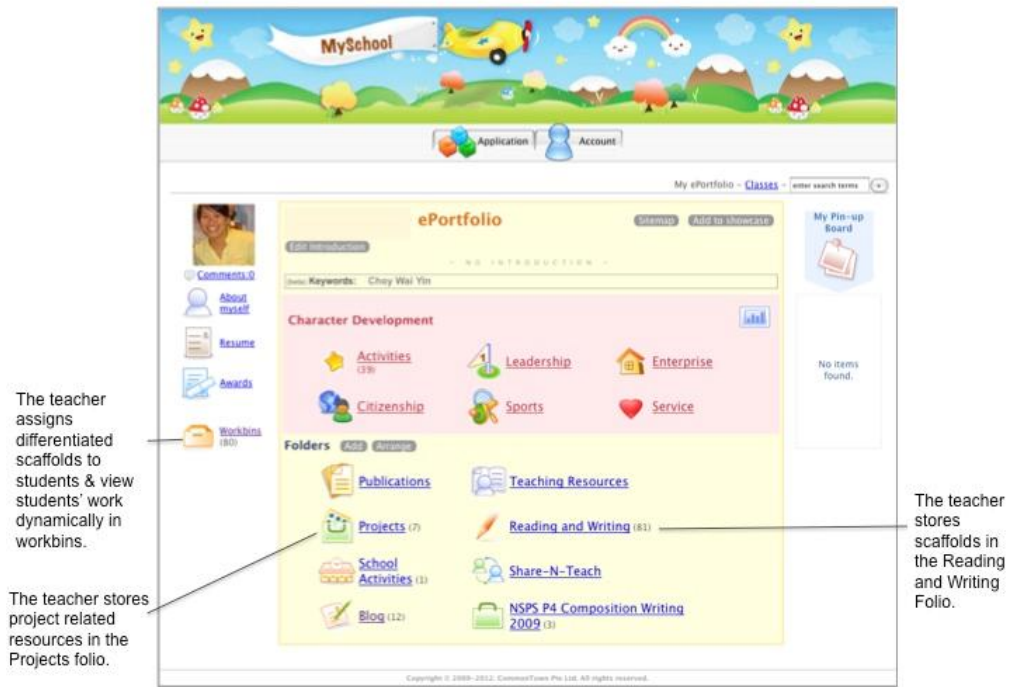 MySchool
Application
Account
My ePortfolio - Classes - enter search terms
ePortfolio
Sitemap
Add to showcase
My Pin-up
Board
Edit introduction
- NO INTRODUCTION -
Comments:0
(beta) Keywords: Choy Wai Yin
About
myself
Character Development
Resume
Activities
(39)
Leadership
Enterprise
No items
found.
Awards
Citizenship
Sports
Service
The teacher
assigns
differentiated
scaffolds to
students & view
students' work
dynamically in
workbins.
Workbins
(80)
Folders Add Arrange
Publications
Teaching Resources
Projects (7)
Reading and Writing (81)
The teacher
stores
scaffolds in
the Reading
and Writing
Folio.
School
Activities (1)
Share-N-Teach
The teacher stores
project related
resources in the
Projects folio.
Blog (12)
NSPS P4 Composition Writing
2009 (3)
Copyright © 2000-2012. CommonTown Pte Ltd. All rights reserved.